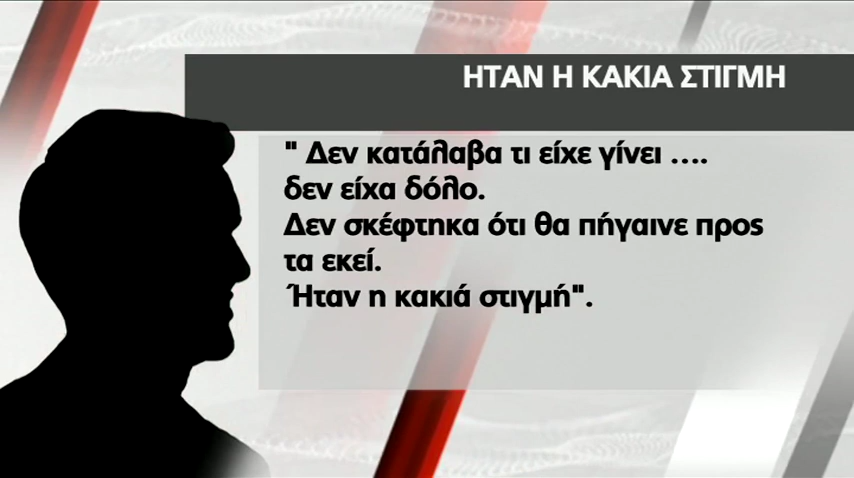 ΗΤΑΝ Η ΚΑΚΙΑ ΣΤΙΓΜΗ
" Δεν κατάλαβα τι είχε γίνει ....
δεν είχα δόλο.
Δεν σκέφτηκα ότι θα πήγαινε προς
τα εκεί.
Ήταν η κακιά στιγμή".